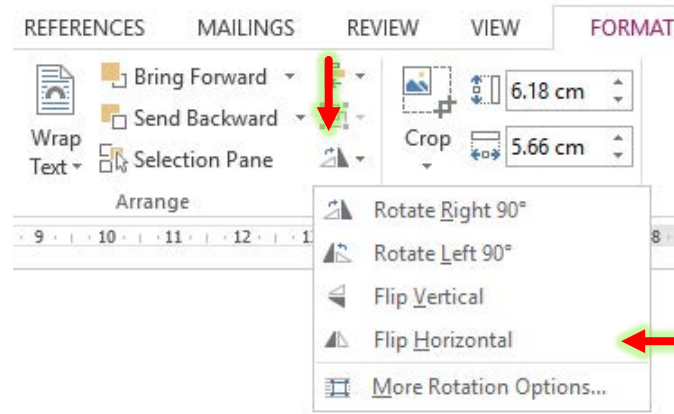 REFERENCES MAILINGS REVIEW VIEW FORMAT
Bring Forward
Send Backward
Selection Pane
Wrap
Text
Crop
6.18 cm
5.66 cm
Arrange
9 10 11 12 1 8
Rotate Right 90°
Rotate Left 90°
Flip Vertical
Flip Horizontal
More Rotation Options...